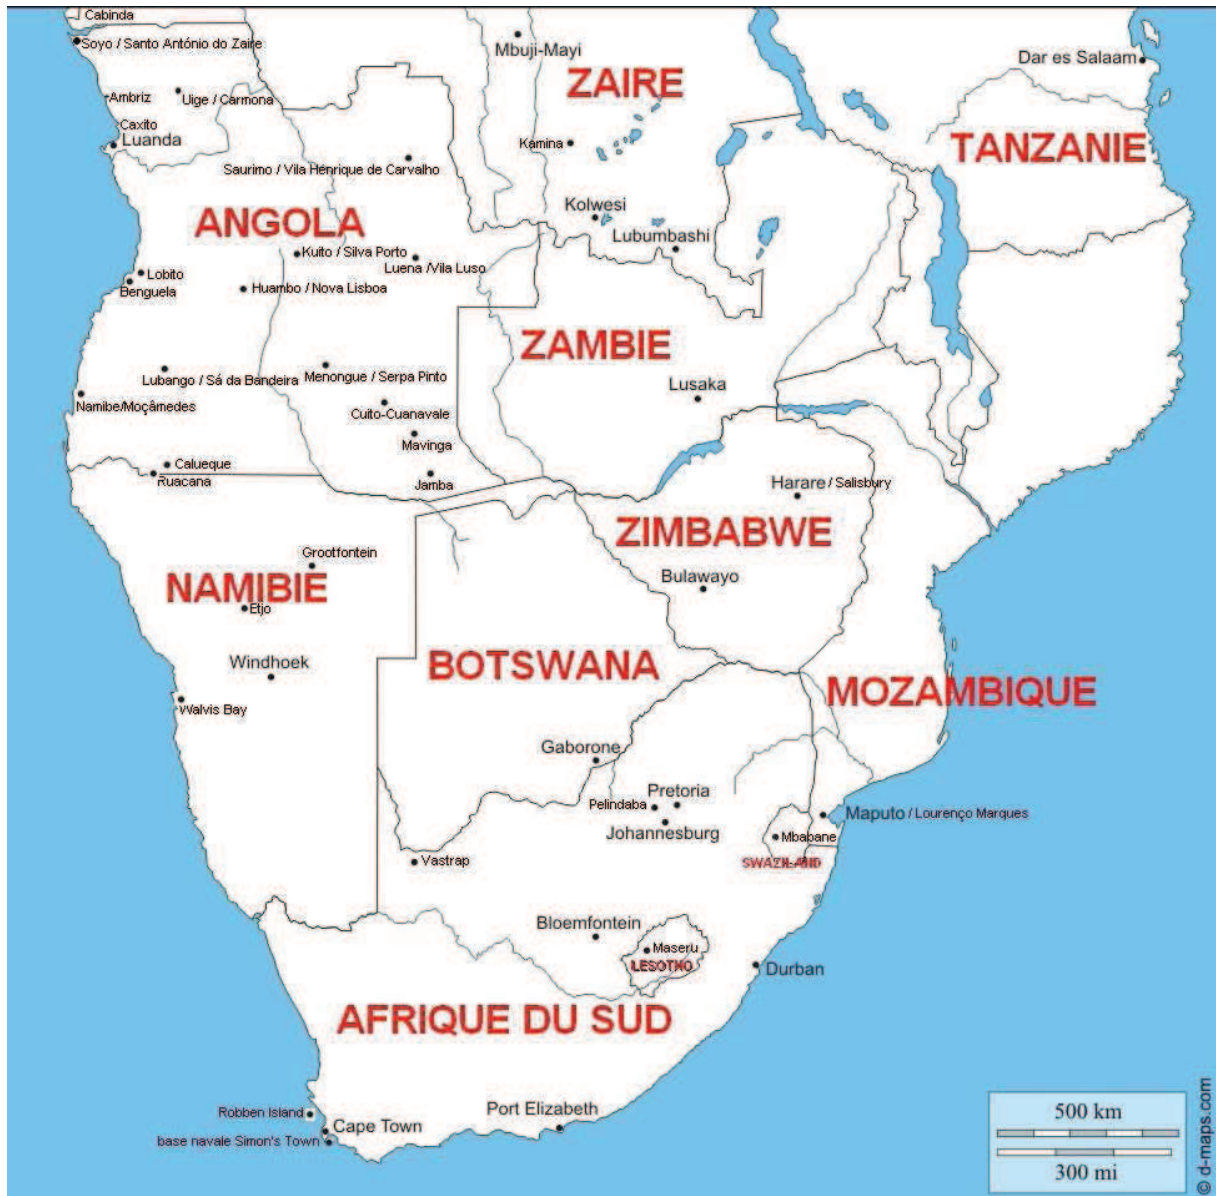 Cabinda
Soyo / Santo António do Zaire
Mbuji-Mayi
Dar es Salaam
ZAIRE
Ambriz
Uige / Carmona
Caxito
Luanda
Kamina
TANZANIE
Saurimo / Vila Henrique de Carvalho
Kolwesi
ANGOLA
Lubumbashi
Kuito / Silva Porto
Luena /Vila Luso
Lobito
Benguela
Huambo / Nova Lisboa
ZAMBIE
Lubango / Sá da Bandeira
Menongue / Serpa Pinto
Lusaka
Namibe/Moçâmedes
Cuito-Cuanavale
Mavinga
Calueque
Ruacana
Jamba
Harare / Salisbury
ZIMBABWE
Grootfontein
NAMIBIE
Bulawayo
Etjo
Windhoek
BOTSWANA
MOZAMBIQUE
Walvis Bay
Gaborone
Pretoria
Pelindaba
Maputo / Lourenço Marques
Johannesburg
Mbabane
Vastrap
SWAZILAND
Bloemfontein
Maseru
LESOTHO
Durban
AFRIQUE DU SUD
Robben Island
Port Elizabeth
Cape Town
base navale Simon's Town
500 km
300 mi
© d-maps.com